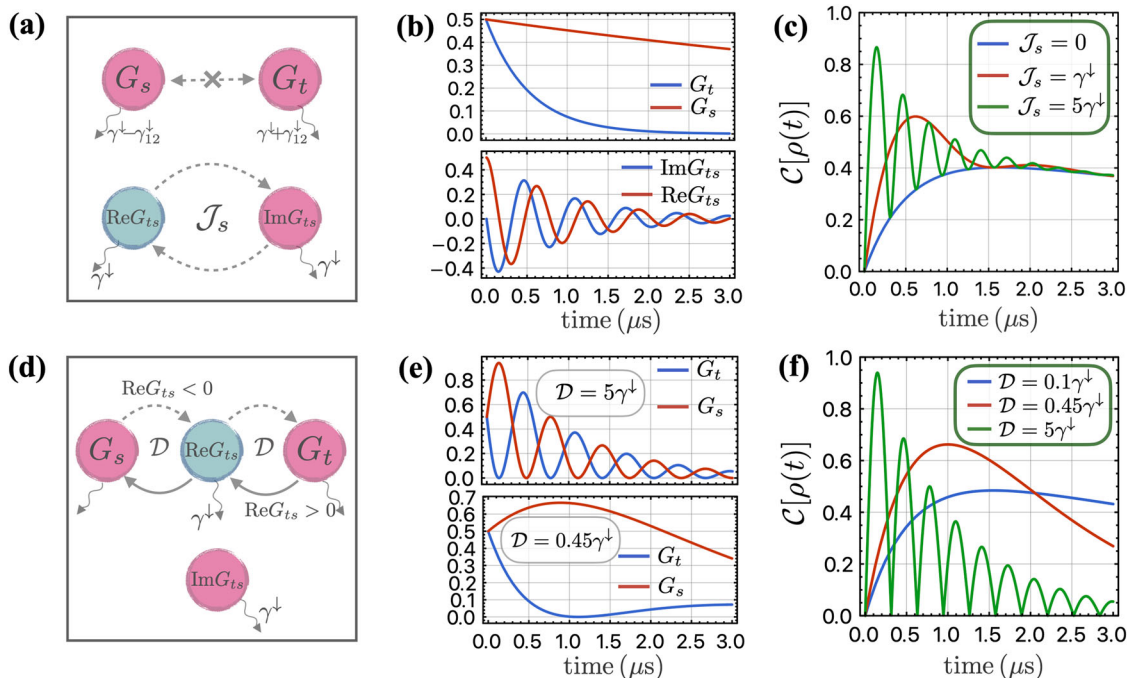 (a)
G_s
G_t
γ↓−γ↓12
γ↓+γ↓12
ReG_ts
𝒥_s
ImG_ts
γ↓
γ↓
(b)
0.5
0.4
0.3
0.2
0.1
0.0
G_t
G_s
0.4
0.2
0.0
−0.2
−0.4
ImG_ts
ReG_ts
0.0 0.5 1.0 1.5 2.0 2.5 3.0
time (μs)
(c)
𝒞[ρ(t)]
1.0
0.8
0.6
0.4
0.2
0.0
𝒥_s = 0
𝒥_s = γ↓
𝒥_s = 5γ↓
0.0 0.5 1.0 1.5 2.0 2.5 3.0
time (μs)
(d)
ReG_ts < 0
G_s
𝒟
ReG_ts
𝒟
G_t
γ↓
ReG_ts > 0
ImG_ts
γ↓
(e)
0.8
0.6
0.4
0.2
0.0
𝒟 = 5γ↓
G_t
G_s
0.7
0.5
0.4
0.3
0.2
0.1
0.0
𝒟 = 0.45γ↓
G_t
G_s
0.0 0.5 1.0 1.5 2.0 2.5 3.0
time (μs)
(f)
𝒞[ρ(t)]
1.0
0.8
0.6
0.4
0.2
0.0
𝒟 = 0.1γ↓
𝒟 = 0.45γ↓
𝒟 = 5γ↓
0.0 0.5 1.0 1.5 2.0 2.5 3.0
time (μs)